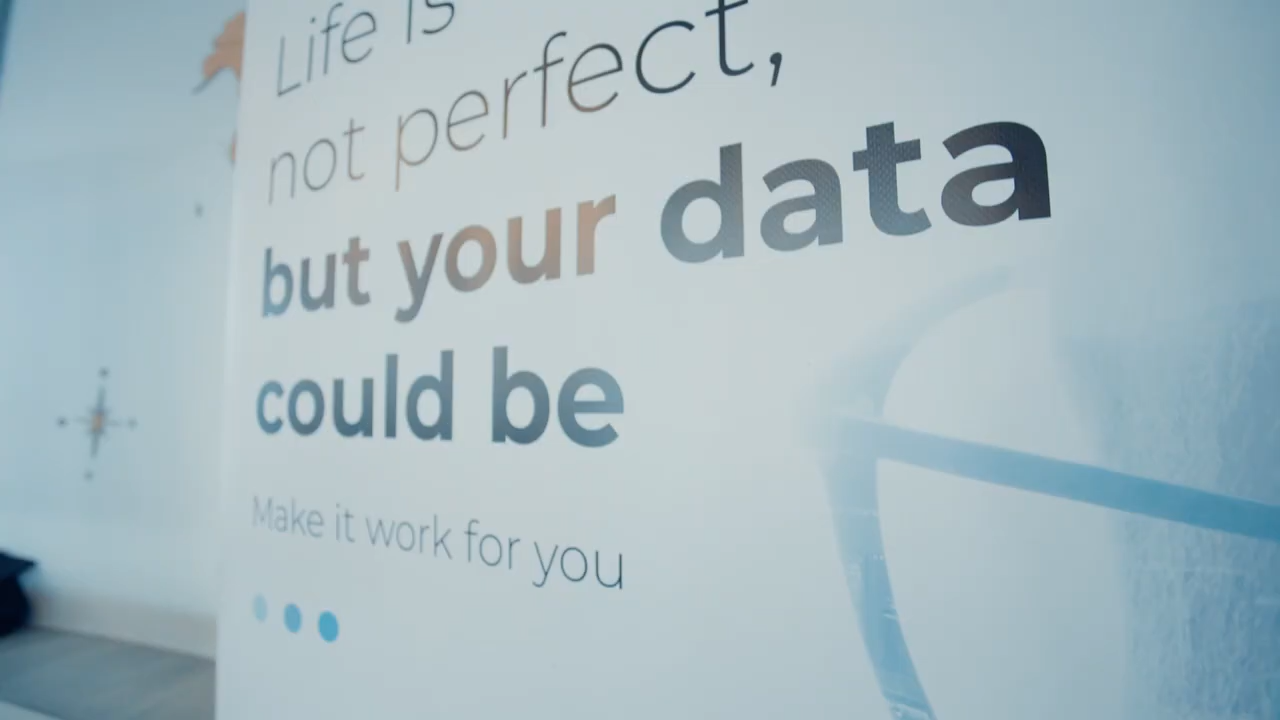 Life is
not perfect,
but your data
could be
Make it work for you